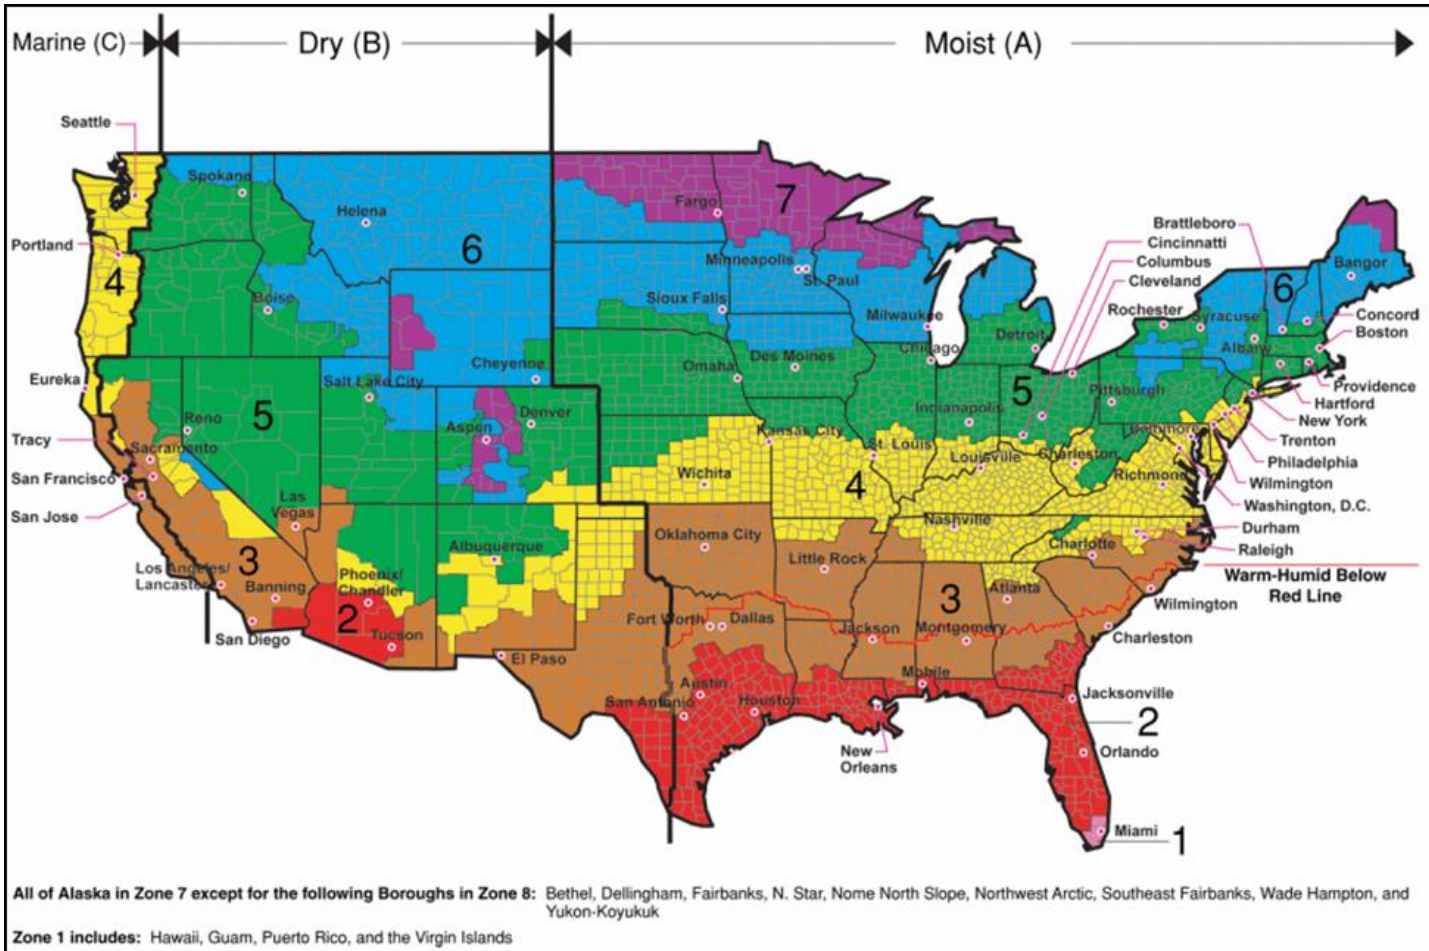 Marine (C)
Dry (B)
Moist (A)
Seattle
Spokane
Helena
Fargo
7
Portland
4
6
Boise
Minneapolis
St. Paul
Sioux Falls
Milwaukee
Brattleboro
Cincinnatti
Columbus
Cleveland
Rochester
Syracuse
6
Bangor
Concord
Boston
Albany
Detroit
Chicago
Cheyenne
Salt Lake City
Omaha
Des Moines
Eureka
Reno
5
Denver
Aspen
5
Indianapolis
Pittsburgh
Providence
Hartford
New York
Trenton
Philadelphia
Wilmington
Washington, D.C.
Baltimore
Tracy
Sacramento
San Francisco
San Jose
Las
Vegas
Kansas City
St. Louis
Louisville
Charleston
Richmond
Wichita
4
Durham
Raleigh
Nashville
Charlotte
Oklahoma City
Little Rock
Albuquerque
3
Los Angeles/
Lancaster
Banning
Phoenix/
Chandler
2
Tucson
San Diego
El Paso
Fort Worth
Dallas
Jackson
Montgomery
3
Atlanta
Warm-Humid Below
Red Line
Wilmington
Charleston
Mobile
Austin
San Antonio
Houston
New
Orleans
Jacksonville
2
Orlando
Miami
1
All of Alaska in Zone 7 except for the following Boroughs in Zone 8: Bethel, Dellingham, Fairbanks, N. Star, Nome North Slope, Northwest Arctic, Southeast Fairbanks, Wade Hampton, and
Yukon-Koyukuk
Zone 1 includes: Hawaii, Guam, Puerto Rico, and the Virgin Islands